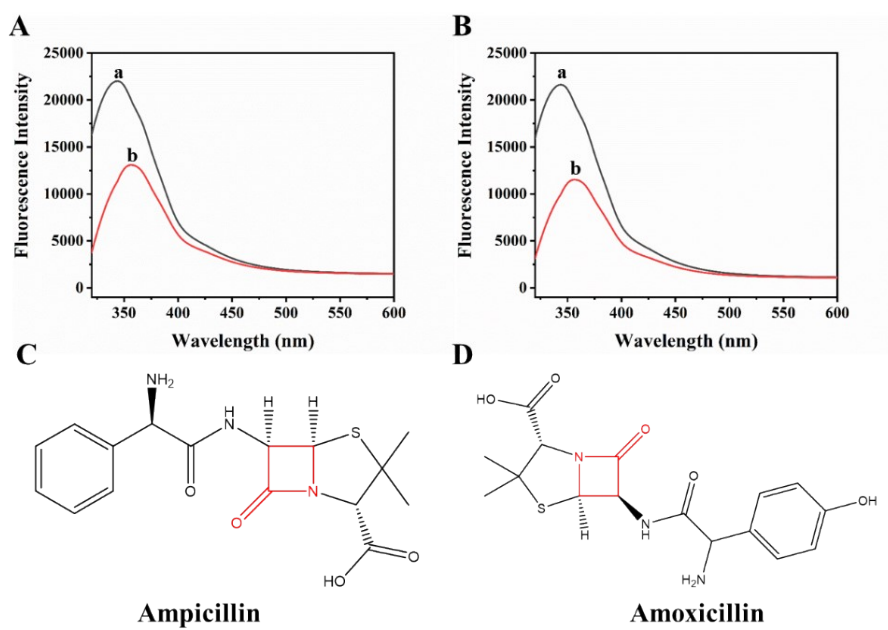 A
B
25000
20000
15000
10000
5000
0
Fluorescence Intensity
a
b
350 400 450 500 550 600
Wavelength (nm)
25000
20000
15000
10000
5000
0
Fluorescence Intensity
a
b
350 400 450 500 550 600
Wavelength (nm)
C
D
NH₂
H
N
H
H
S
O
O
N
O
HO
Ampicillin
O
HO
O
N
S
H
N
H
O
OH
H₂N
Amoxicillin